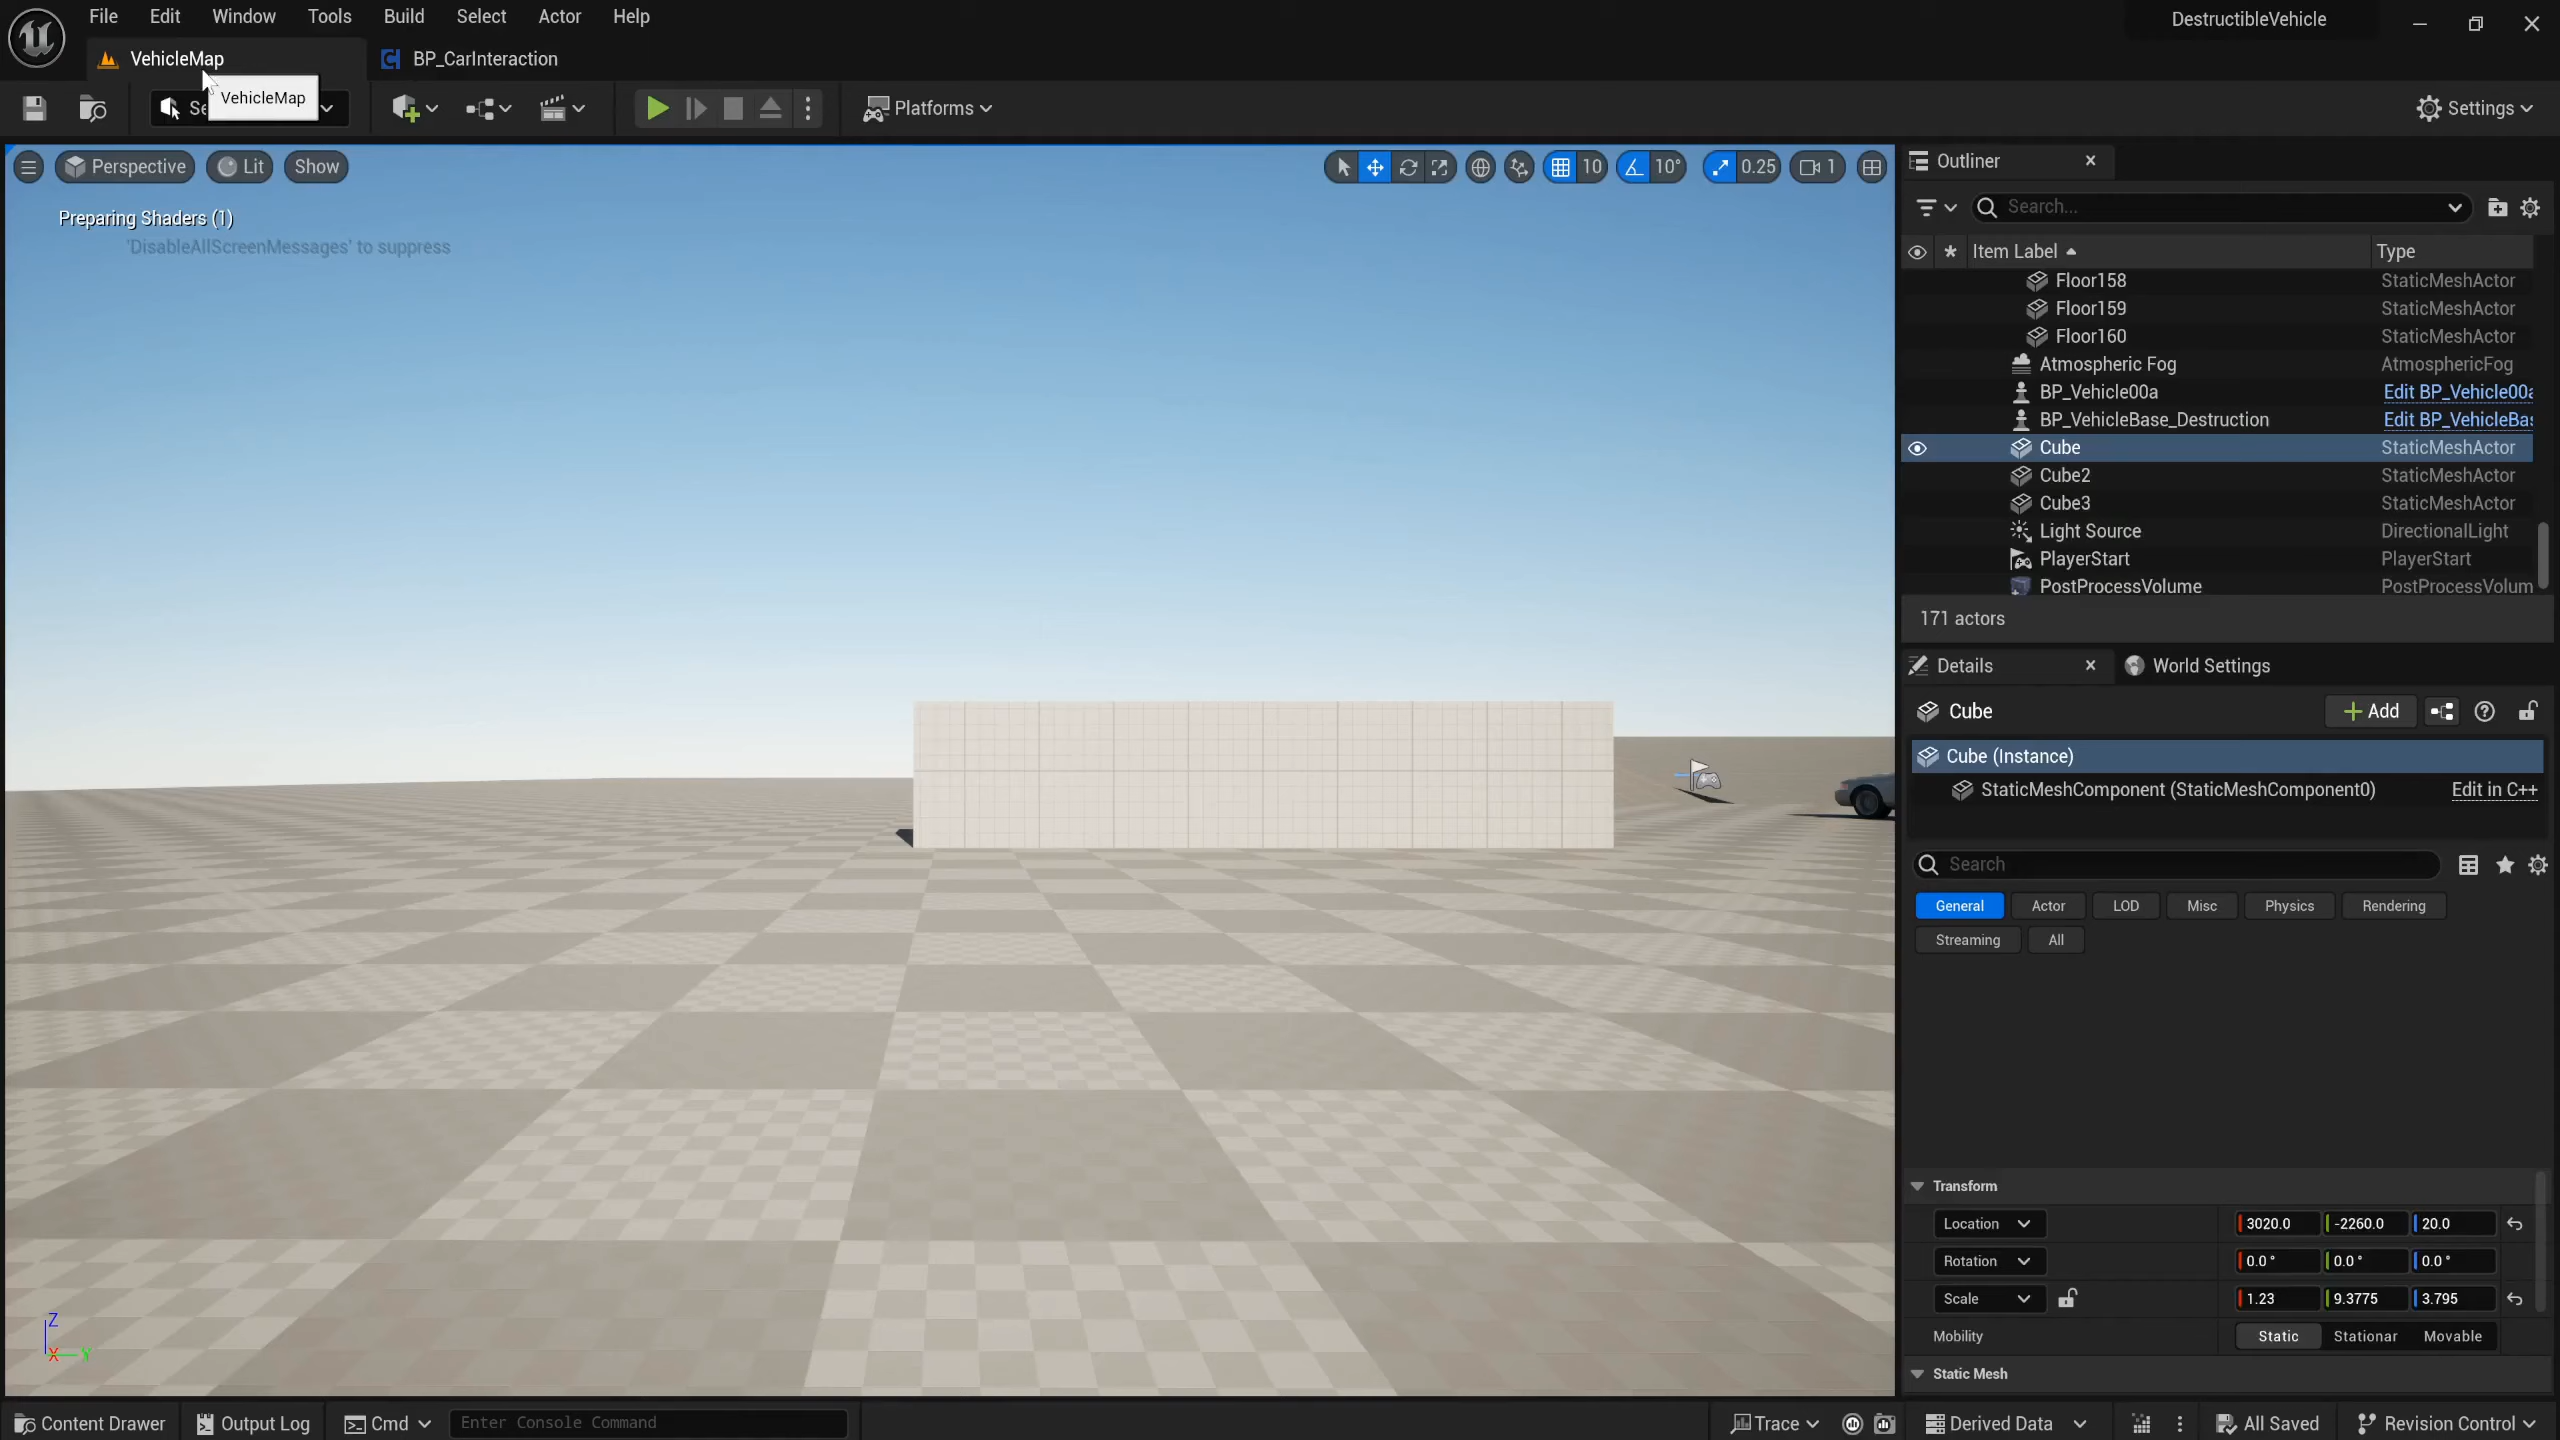 File Edit Window Tools Build Select Actor Help
DestructibleVehicle
VehicleMap
BP_CarInteraction
VehicleMap
Platforms
Settings
Perspective Lit Show
10 10° 0.25 1
Preparing Shaders (1)
'DisableAllScreenMessages' to suppress
Outliner
Search...
Item Label Type
Floor158 StaticMeshActor
Floor159 StaticMeshActor
Floor160 StaticMeshActor
Atmospheric Fog AtmosphericFog
BP_Vehicle00a Edit BP_Vehicle00a
BP_VehicleBase_Destruction Edit BP_VehicleBas
Cube StaticMeshActor
Cube2 StaticMeshActor
Cube3 StaticMeshActor
Light Source DirectionalLight
PlayerStart PlayerStart
PostProcessVolume PostProcessVolum
171 actors
Details World Settings
Cube Add
Cube (Instance)
StaticMeshComponent (StaticMeshComponent0) Edit in C++
Search
General Actor LOD Misc Physics Rendering
Streaming All
Transform
Location 3020.0 -2260.0 20.0
Rotation 0.0 ° 0.0 ° 0.0 °
Scale 1.23 9.3775 3.795
Mobility Static Stationar Movable
Static Mesh
Z
X Y
Content Drawer Output Log Cmd Enter Console Command Trace Derived Data All Saved Revision Control